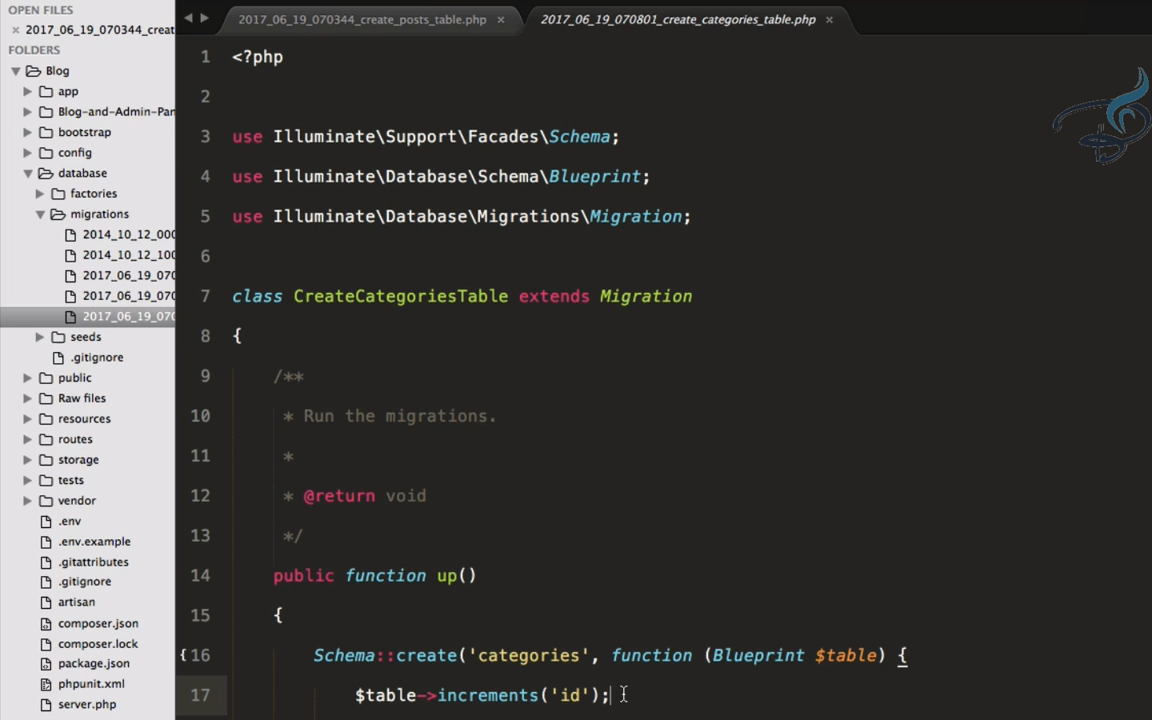 OPEN FILES
× 2017_06_19_070344_creat
FOLDERS
Blog
app
Blog-and-Admin-Pan
bootstrap
config
database
factories
migrations
2014_10_12_000
2014_10_12_100
2017_06_19_070
2017_06_19_070
2017_06_19_070
seeds
.gitignore
public
Raw files
resources
routes
storage
tests
vendor
.env
.env.example
.gitattributes
.gitignore
artisan
composer.json
composer.lock
package.json
phpunit.xml
server.php
2017_06_19_070344_create_posts_table.php ×
2017_06_19_070801_create_categories_table.php ×
1 <?php
2
3 use Illuminate\Support\Facades\Schema;
4 use Illuminate\Database\Schema\Blueprint;
5 use Illuminate\Database\Migrations\Migration;
6
7 class CreateCategoriesTable extends Migration
8 {
9 /**
10 * Run the migrations.
11 *
12 * @return void
13 */
14 public function up()
15 {
{ 16 Schema::create('categories', function (Blueprint $table) {
17 $table->increments('id');